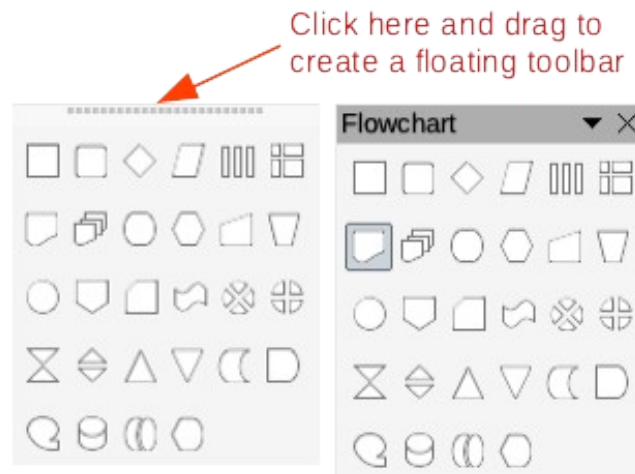 Click here and drag to
create a floating toolbar
Flowchart